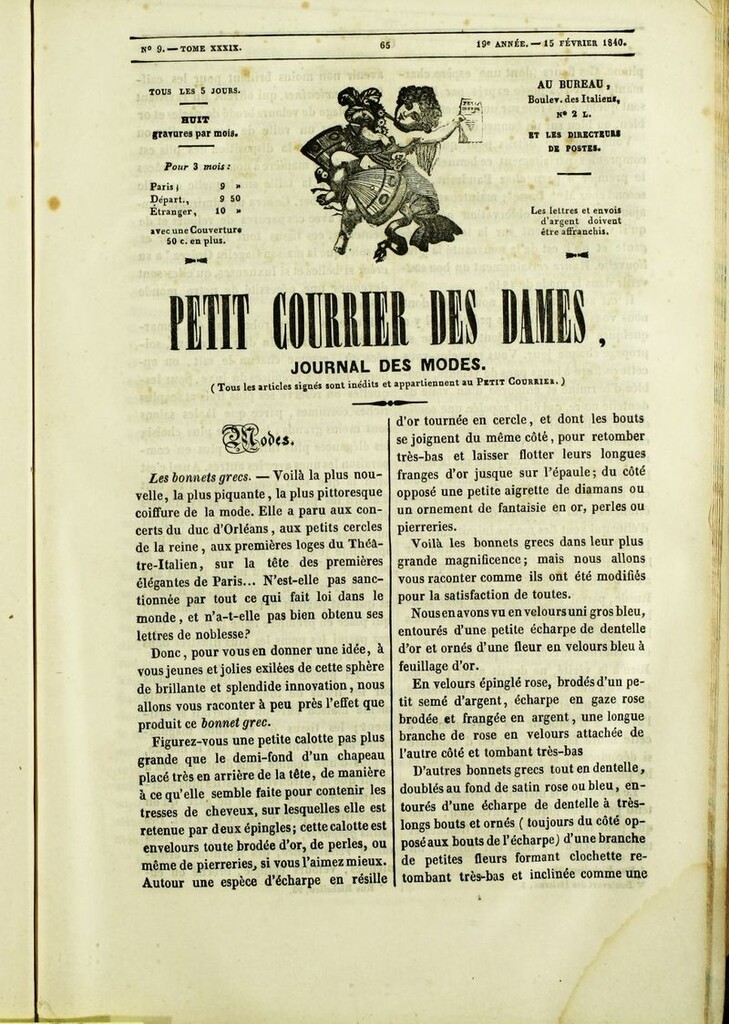 N° 9. — TOME XXXIX.
65
19e ANNÉE. — 15 FÉVRIER 1840.
TOUS LES 5 JOURS.
HUIT
gravures par mois.
Pour 3 mois :
Paris, 9 »
Départ., 9 50
Étranger, 10 »
avec une Couverture
50 c. en plus.
AU BUREAU,
Boulev. des Italiens,
N° 2 L.
ET LES DIRECTEURS
DE POSTES.
Les lettres et envois
d'argent doivent
être affranchis.
PETIT COURRIER DES DAMES,
JOURNAL DES MODES.
( Tous les articles signés sont inédits et appartiennent au PETIT COURRIER. )
Modes.
Les bonnets grecs. — Voilà la plus nou-
velle, la plus piquante, la plus pittoresque
coiffure de la mode. Elle a paru aux con-
certs du duc d'Orléans, aux petits cercles
de la reine, aux premières loges du Théâ-
tre-Italien, sur la tête des premières
élégantes de Paris... N'est-elle pas sanc-
tionnée par tout ce qui fait loi dans le
monde, et n'a-t-elle pas bien obtenu ses
lettres de noblesse?
Donc, pour vous en donner une idée, à
vous jeunes et jolies exilées de cette sphère
de brillante et splendide innovation, nous
allons vous raconter à peu près l'effet que
produit ce bonnet grec.
Figurez-vous une petite calotte pas plus
grande que le demi-fond d'un chapeau
placé très en arrière de la tête, de manière
à ce qu'elle semble faite pour contenir les
tresses de cheveux, sur lesquelles elle est
retenue par deux épingles; cette calotte est
en velours toute brodée d'or, de perles, ou
même de pierreries, si vous l'aimez mieux.
Autour une espèce d'écharpe en résille
d'or tournée en cercle, et dont les bouts
se joignent du même côté, pour retomber
très-bas et laisser flotter leurs longues
franges d'or jusque sur l'épaule; du côté
opposé une petite aigrette de diamans ou
un ornement de fantaisie en or, perles ou
pierreries.
Voilà les bonnets grecs dans leur plus
grande magnificence; mais nous allons
vous raconter comme ils ont été modifiés
pour la satisfaction de toutes.
Nous en avons vu en velours uni gros bleu,
entourés d'une petite écharpe de dentelle
d'or et ornés d'une fleur en velours bleu à
feuillage d'or.
En velours épinglé rose, brodés d'un pe-
tit semé d'argent, écharpe en gaze rose
brodée et frangée en argent, une longue
branche de rose en velours attachée de
l'autre côté et tombant très-bas
D'autres bonnets grecs tout en dentelle,
doublés au fond de satin rose ou bleu, en-
tourés d'une écharpe de dentelle à très-
longs bouts et ornés ( toujours du côté op-
posé aux bouts de l'écharpe) d'une branche
de petites fleurs formant clochette re-
tombant très-bas et inclinée comme une